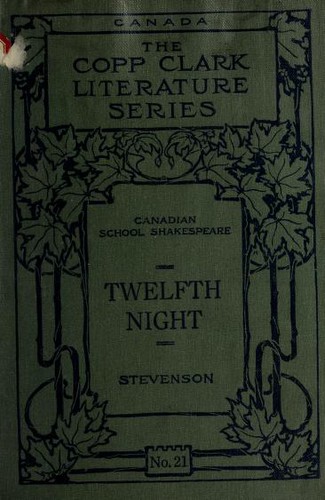 CANADA
THE
COPP CLARK
LITERATURE
SERIES
CANADIAN
SCHOOL SHAKESPEARE
TWELFTH
NIGHT
STEVENSON
No. 21